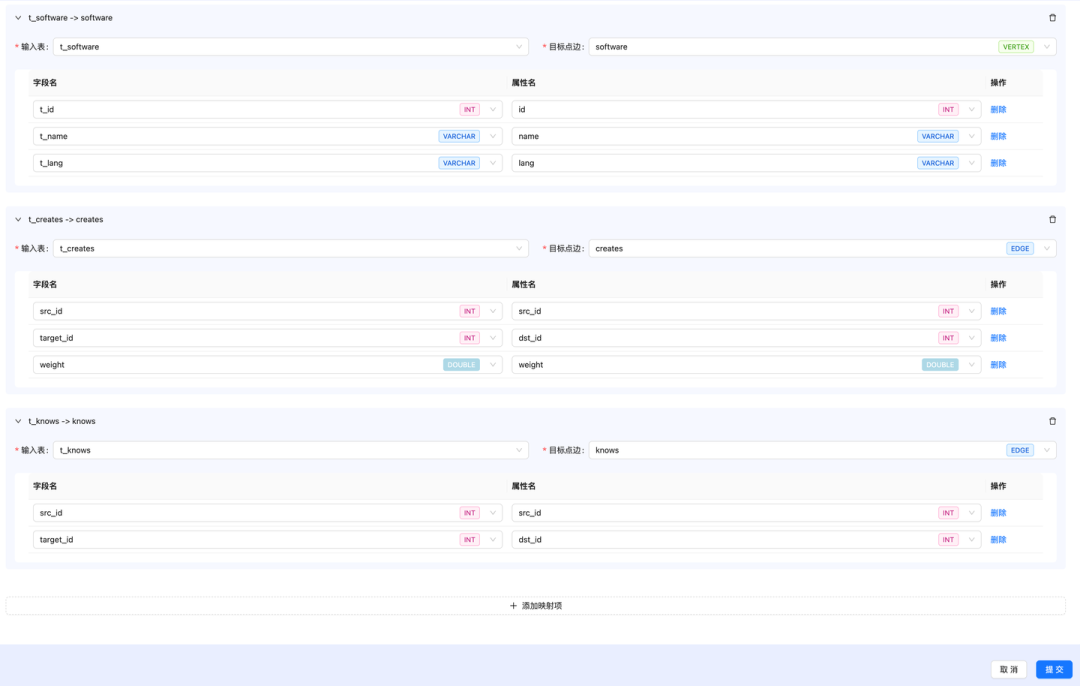 t_software -> software
* 输入表: t_software * 目标点边: software VERTEX
字段名 属性名 操作
t_id INT id INT 删除
t_name VARCHAR name VARCHAR 删除
t_lang VARCHAR lang VARCHAR 删除
t_creates -> creates
* 输入表: t_creates * 目标点边: creates EDGE
字段名 属性名 操作
src_id INT src_id INT 删除
target_id INT dst_id INT 删除
weight DOUBLE weight DOUBLE 删除
t_knows -> knows
* 输入表: t_knows * 目标点边: knows EDGE
字段名 属性名 操作
src_id INT src_id INT 删除
target_id INT dst_id INT 删除
+ 添加映射项
取 消 提 交